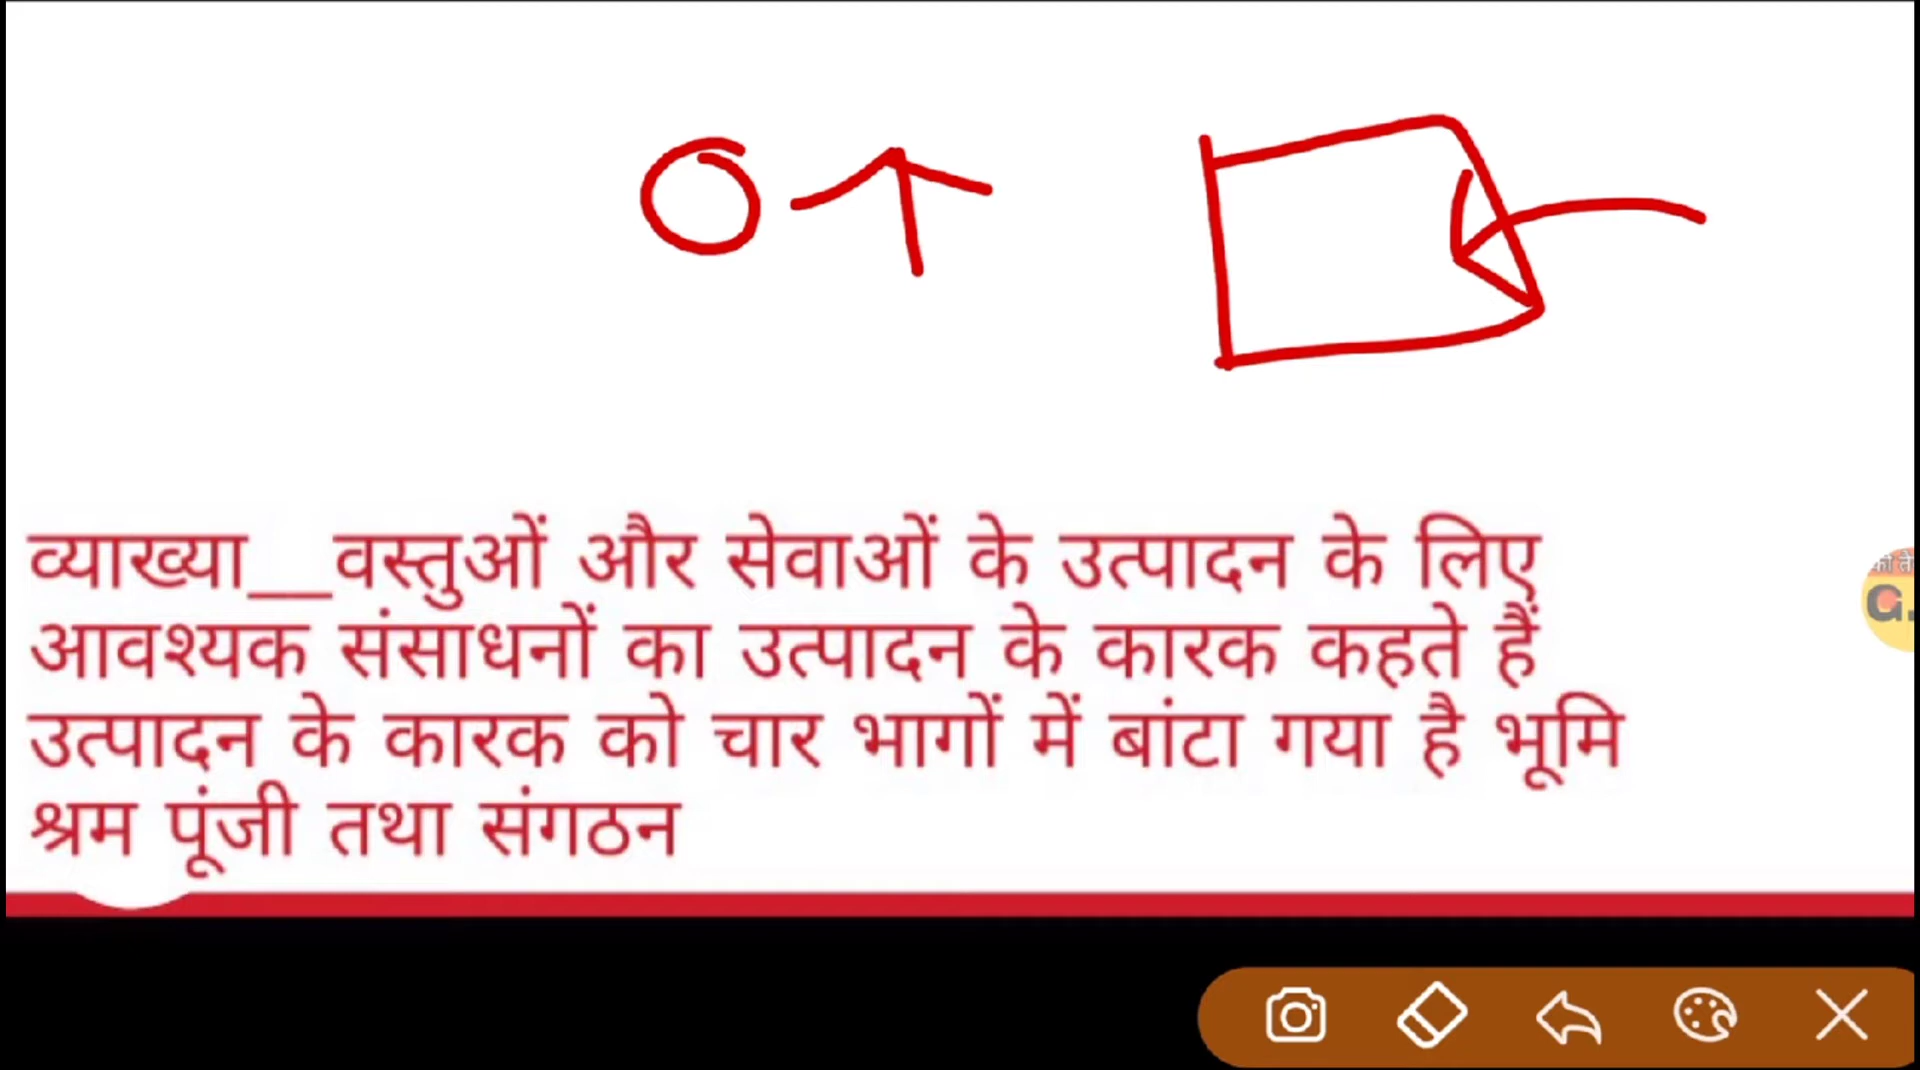 व्याख्या__वस्तुओं और सेवाओं के उत्पादन के लिए
आवश्यक संसाधनों का उत्पादन के कारक कहते हैं
उत्पादन के कारक को चार भागों में बांटा गया है भूमि
श्रम पूंजी तथा संगठन
G.